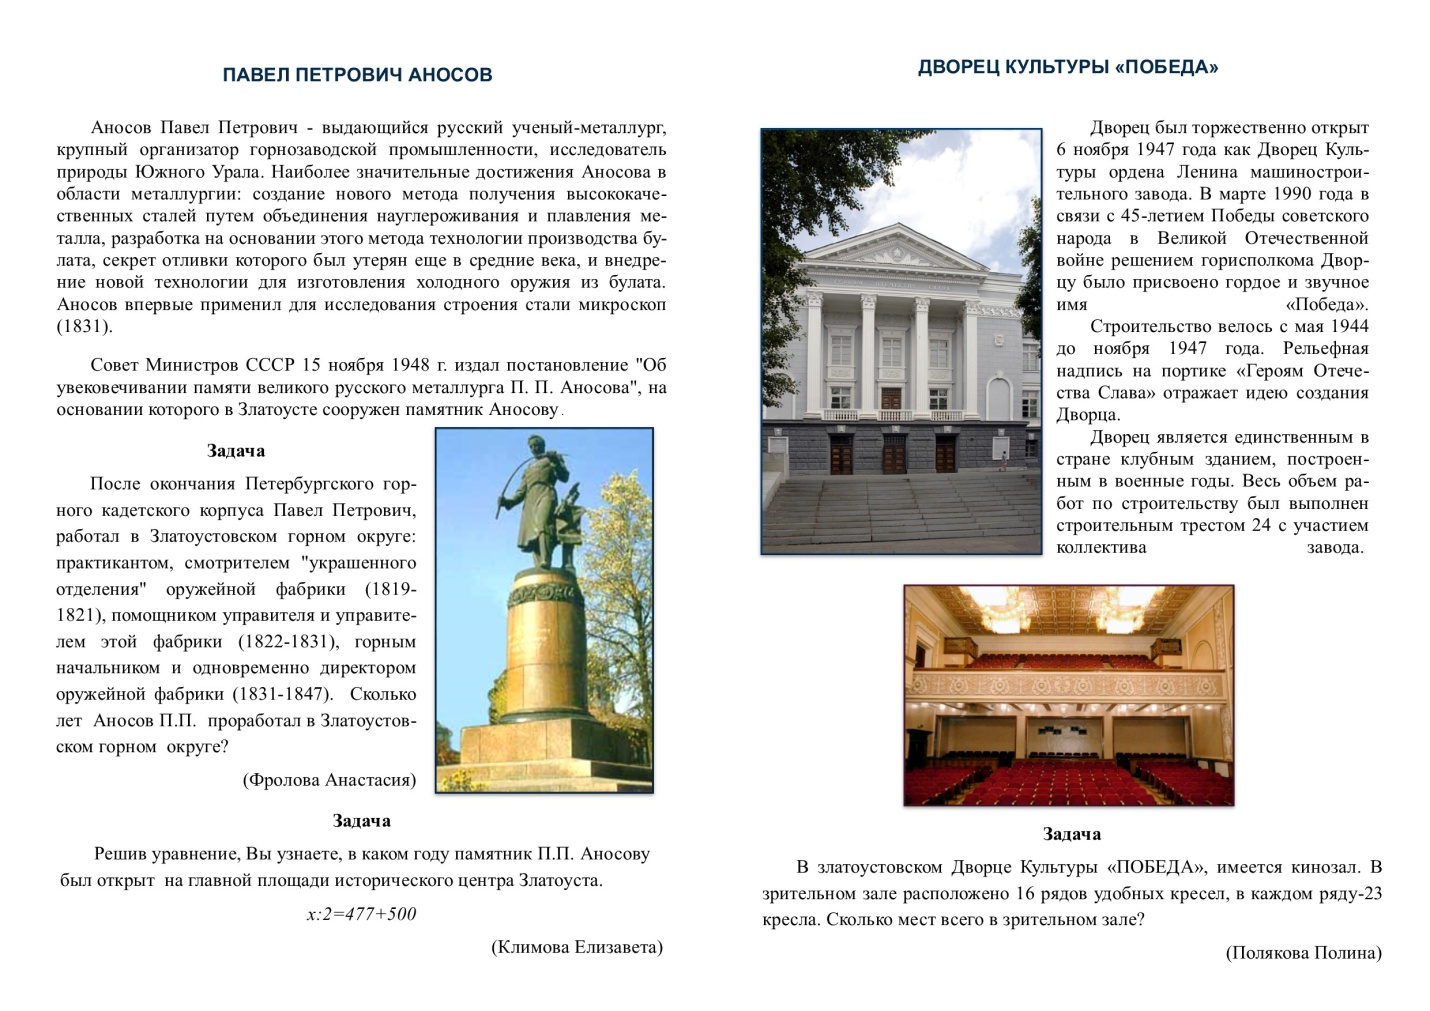 ПАВЕЛ ПЕТРОВИЧ АНОСОВ
Аносов Павел Петрович - выдающийся русский ученый-металлург,
крупный организатор горнозаводской промышленности, исследователь
природы Южного Урала. Наиболее значительные достижения Аносова в
области металлургии: создание нового метода получения высококаче-
ственных сталей путем объединения науглероживания и плавления ме-
талла, разработка на основании этого метода технологии производства бу-
лата, секрет отливки которого был утерян еще в средние века, и внедре-
ние новой технологии для изготовления холодного оружия из булата.
Аносов впервые применил для исследования строения стали микроскоп
(1831).
Совет Министров СССР 15 ноября 1948 г. издал постановление "Об
увековечивании памяти великого русского металлурга П. П. Аносова", на
основании которого в Златоусте сооружен памятник Аносову.
Задача
После окончания Петербургского гор-
ного кадетского корпуса Павел Петрович,
работал в Златоустовском горном округе:
практикантом, смотрителем "украшенного
отделения" оружейной фабрики (1819-
1821), помощником управителя и управите-
лем этой фабрики (1822-1831), горным
начальником и одновременно директором
оружейной фабрики (1831-1847). Сколько
лет Аносов П.П. проработал в Златоустов-
ском горном округе?
(Фролова Анастасия)
Задача
Решив уравнение, Вы узнаете, в каком году памятник П.П. Аносову
был открыт на главной площади исторического центра Златоуста.
х:2=477+500
(Климова Елизавета)
ДВОРЕЦ КУЛЬТУРЫ «ПОБЕДА»
Дворец был торжественно открыт
6 ноября 1947 года как Дворец Куль-
туры ордена Ленина машинострои-
тельного завода. В марте 1990 года в
связи с 45-летием Победы советского
народа в Великой Отечественной
войне решением горисполкома Двор-
цу было присвоено гордое и звучное
имя «Победа».
Строительство велось с мая 1944
до ноября 1947 года. Рельефная
надпись на портике «Героям Отече-
ства Слава» отражает идею создания
Дворца.
Дворец является единственным в
стране клубным зданием, построен-
ным в военные годы. Весь объем ра-
бот по строительству был выполнен
строительным трестом 24 с участием
коллектива завода.
Задача
В златоустовском Дворце Культуры «ПОБЕДА», имеется кинозал. В
зрительном зале расположено 16 рядов удобных кресел, в каждом ряду-23
кресла. Сколько мест всего в зрительном зале?
(Полякова Полина)